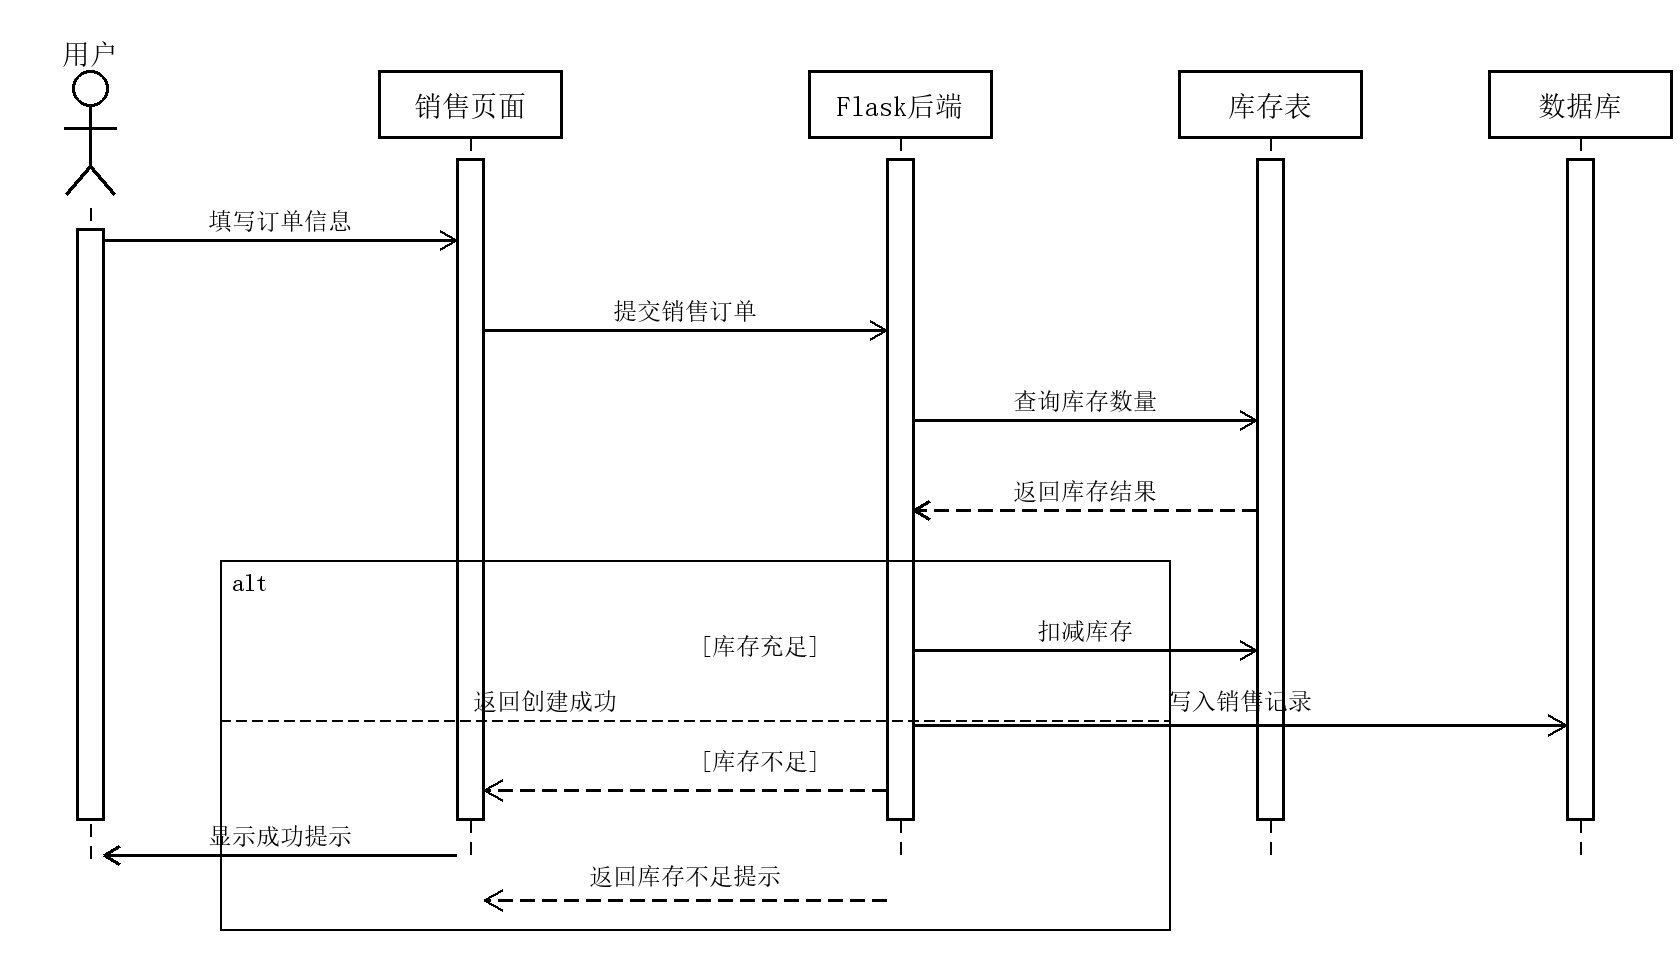 用户
销售页面
Flask后端
库存表
数据库
填写订单信息
提交销售订单
查询库存数量
返回库存结果
alt
扣减库存
[库存充足]
返回创建成功
写入销售记录
[库存不足]
显示成功提示
返回库存不足提示